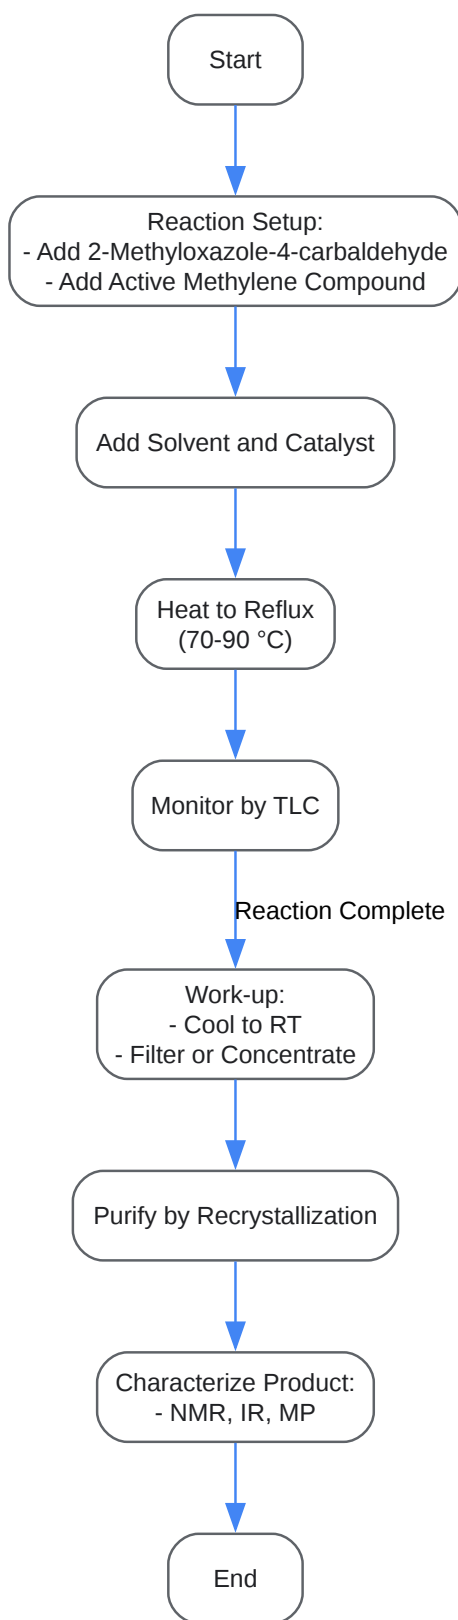 Start
Reaction Setup:
- Add 2-Methyloxazole-4-carbaldehyde
- Add Active Methylene Compound
Add Solvent and Catalyst
Heat to Reflux
(70-90 °C)
Monitor by TLC
Reaction Complete
Work-up:
- Cool to RT
- Filter or Concentrate
Purify by Recrystallization
Characterize Product:
- NMR, IR, MP
End